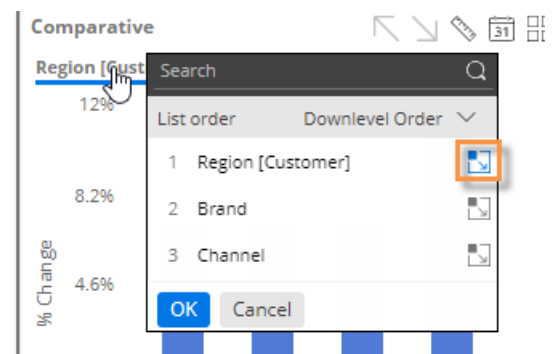 Comparative
31
Region [Cust
Search
12%
List order Downlevel Order
1 Region [Customer]
8.2%
2 Brand
3 Channel
% Change
4.6%
OK Cancel